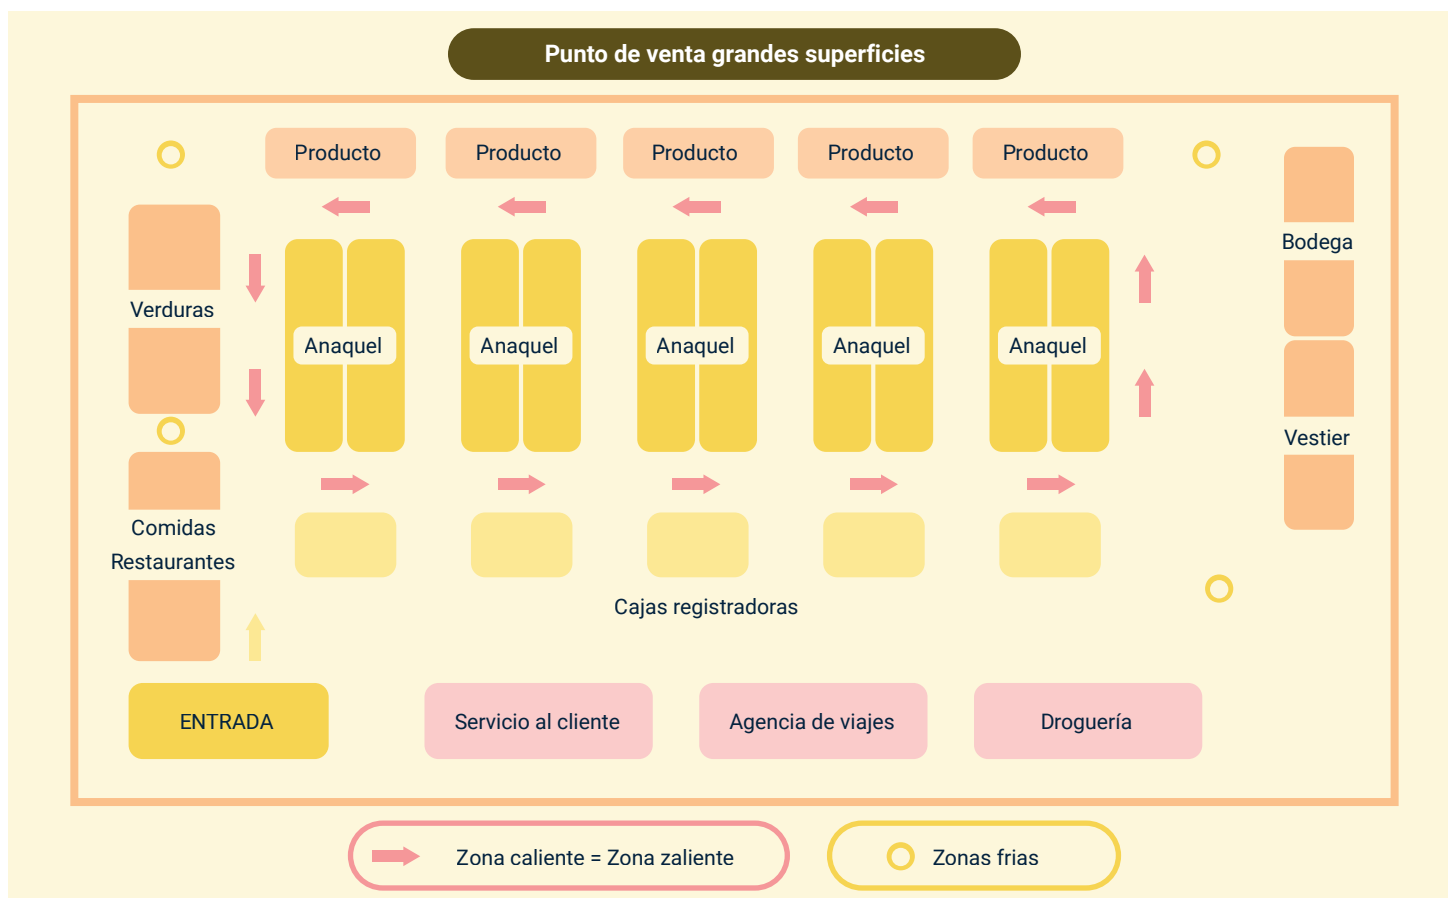 Punto de venta grandes superficies
Producto
Producto
Producto
Producto
Producto
Bodega
Verduras
Anaquel
Anaquel
Anaquel
Anaquel
Anaquel
Vestier
Comidas
Restaurantes
Cajas registradoras
ENTRADA
Servicio al cliente
Agencia de viajes
Droguería
Zona caliente = Zona zaliente
Zonas frias